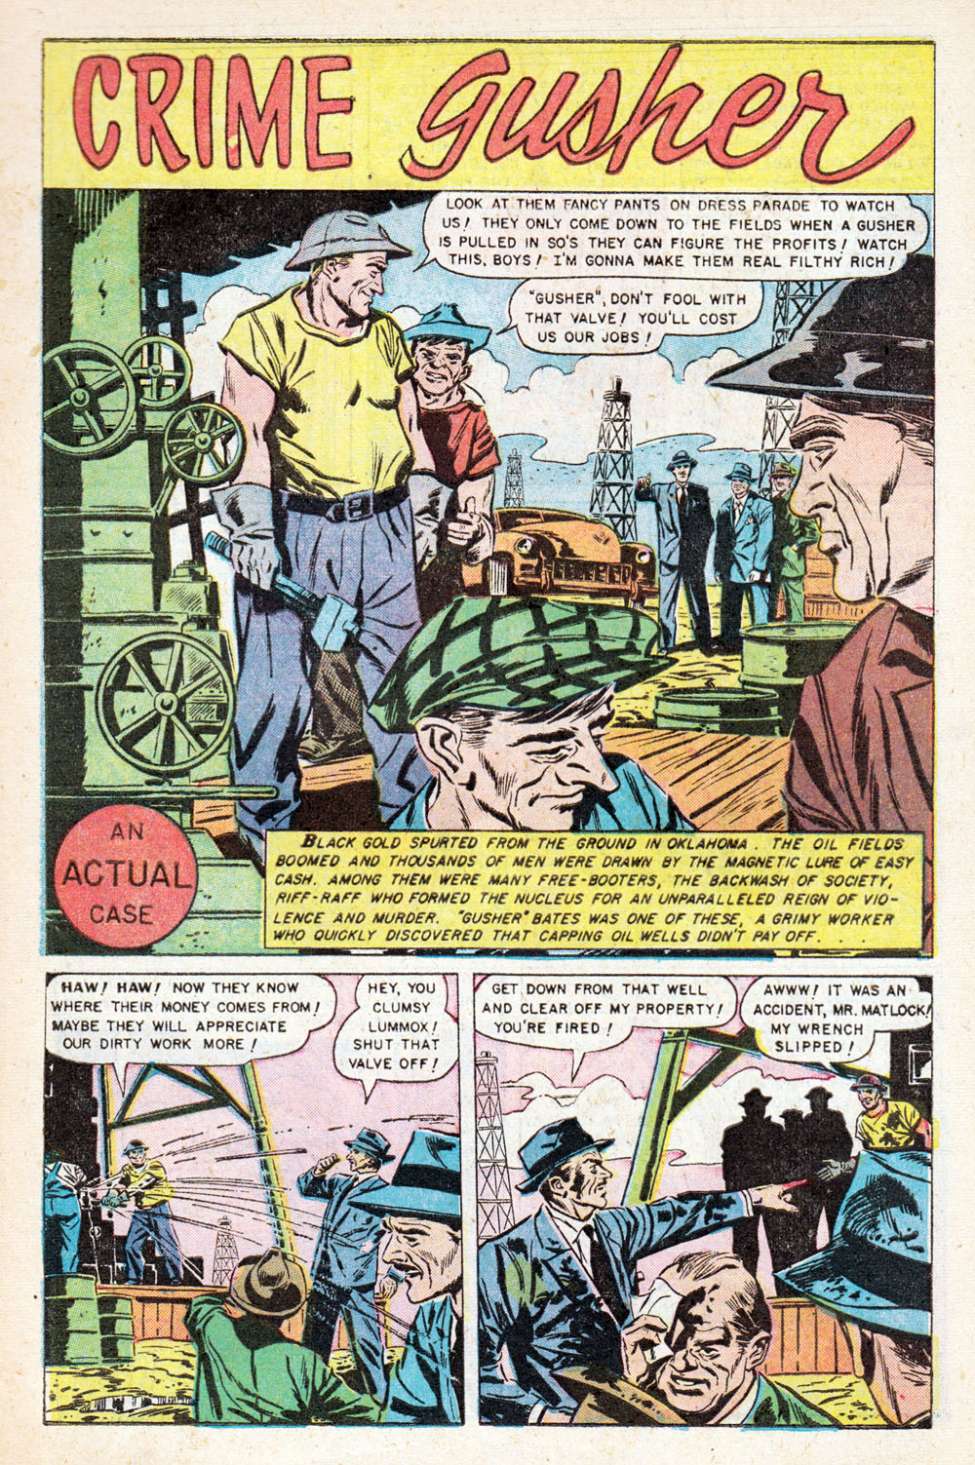 CRIME Gusher
LOOK AT THEM FANCY PANTS ON DRESS PARADE TO WATCH
US! THEY ONLY COME DOWN TO THE FIELDS WHEN A GUSHER
IS PULLED IN SO'S THEY CAN FIGURE THE PROFITS! WATCH
THIS, BOYS! I'M GONNA MAKE THEM REAL FILTHY RICH!
"GUSHER", DON'T FOOL WITH
THAT VALVE! YOU'LL COST
US OUR JOBS!
AN
ACTUAL
CASE
BLACK GOLD SPURTED FROM THE GROUND IN OKLAHOMA. THE OIL FIELDS
BOOMED AND THOUSANDS OF MEN WERE DRAWN BY THE MAGNETIC LURE OF EASY
CASH. AMONG THEM WERE MANY FREE-BOOTERS, THE BACKWASH OF SOCIETY,
RIFF-RAFF WHO FORMED THE NUCLEUS FOR AN UNPARALLELED REIGN OF VIO-
LENCE AND MURDER. "GUSHER" BATES WAS ONE OF THESE, A GRIMY WORKER
WHO QUICKLY DISCOVERED THAT CAPPING OIL WELLS DIDN'T PAY OFF. . . .
HAW! HAW! NOW THEY KNOW
WHERE THEIR MONEY COMES FROM!
MAYBE THEY WILL APPRECIATE
OUR DIRTY WORK MORE!
HEY, YOU
CLUMSY
LUMMOX!
SHUT THAT
VALVE OFF!
GET DOWN FROM THAT WELL
AND CLEAR OFF MY PROPERTY!
YOU'RE FIRED!
AWWW! IT WAS AN
ACCIDENT, MR. MATLOCK!
MY WRENCH
SLIPPED!